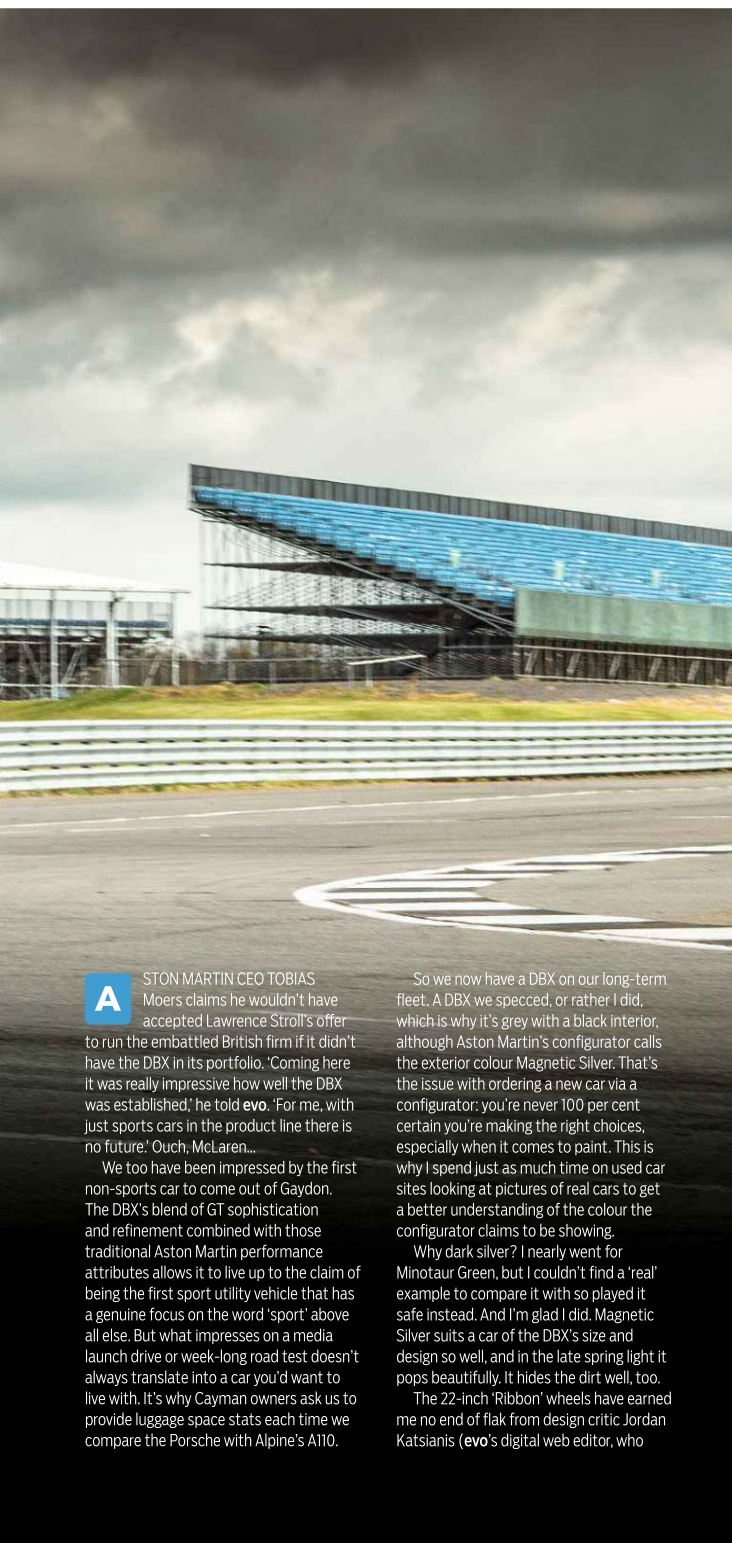 A STON MARTIN CEO TOBIAS
Moers claims he wouldn't have
accepted Lawrence Stroll's offer
to run the embattled British firm if it didn't
have the DBX in its portfolio. 'Coming here
it was really impressive how well the DBX
was established,' he told evo. 'For me, with
just sports cars in the product line there is
no future.' Ouch, McLaren...
We too have been impressed by the first
non-sports car to come out of Gaydon.
The DBX's blend of GT sophistication
and refinement combined with those
traditional Aston Martin performance
attributes allows it to live up to the claim of
being the first sport utility vehicle that has
a genuine focus on the word 'sport' above
all else. But what impresses on a media
launch drive or week-long road test doesn't
always translate into a car you'd want to
live with. It's why Cayman owners ask us to
provide luggage space stats each time we
compare the Porsche with Alpine's A110.
So we now have a DBX on our long-term
fleet. A DBX we specced, or rather I did,
which is why it's grey with a black interior,
although Aston Martin's configurator calls
the exterior colour Magnetic Silver. That's
the issue with ordering a new car via a
configurator: you're never 100 per cent
certain you're making the right choices,
especially when it comes to paint. This is
why I spend just as much time on used car
sites looking at pictures of real cars to get
a better understanding of the colour the
configurator claims to be showing.
Why dark silver? I nearly went for
Minotaur Green, but I couldn't find a 'real'
example to compare it with so played it
safe instead. And I'm glad I did. Magnetic
Silver suits a car of the DBX's size and
design so well, and in the late spring light it
pops beautifully. It hides the dirt well, too.
The 22-inch 'Ribbon' wheels have earned
me no end of flak from design critic Jordan
Katsianis (evo's digital web editor, who